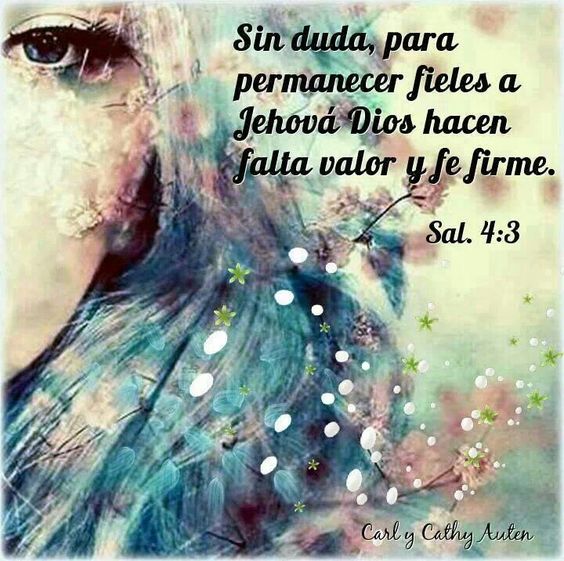 Sin duda, para
permanecer fieles a
Jehová Dios hacen
falta valor y fe firme.
Sal. 4:3
Carl y Cathy Auten